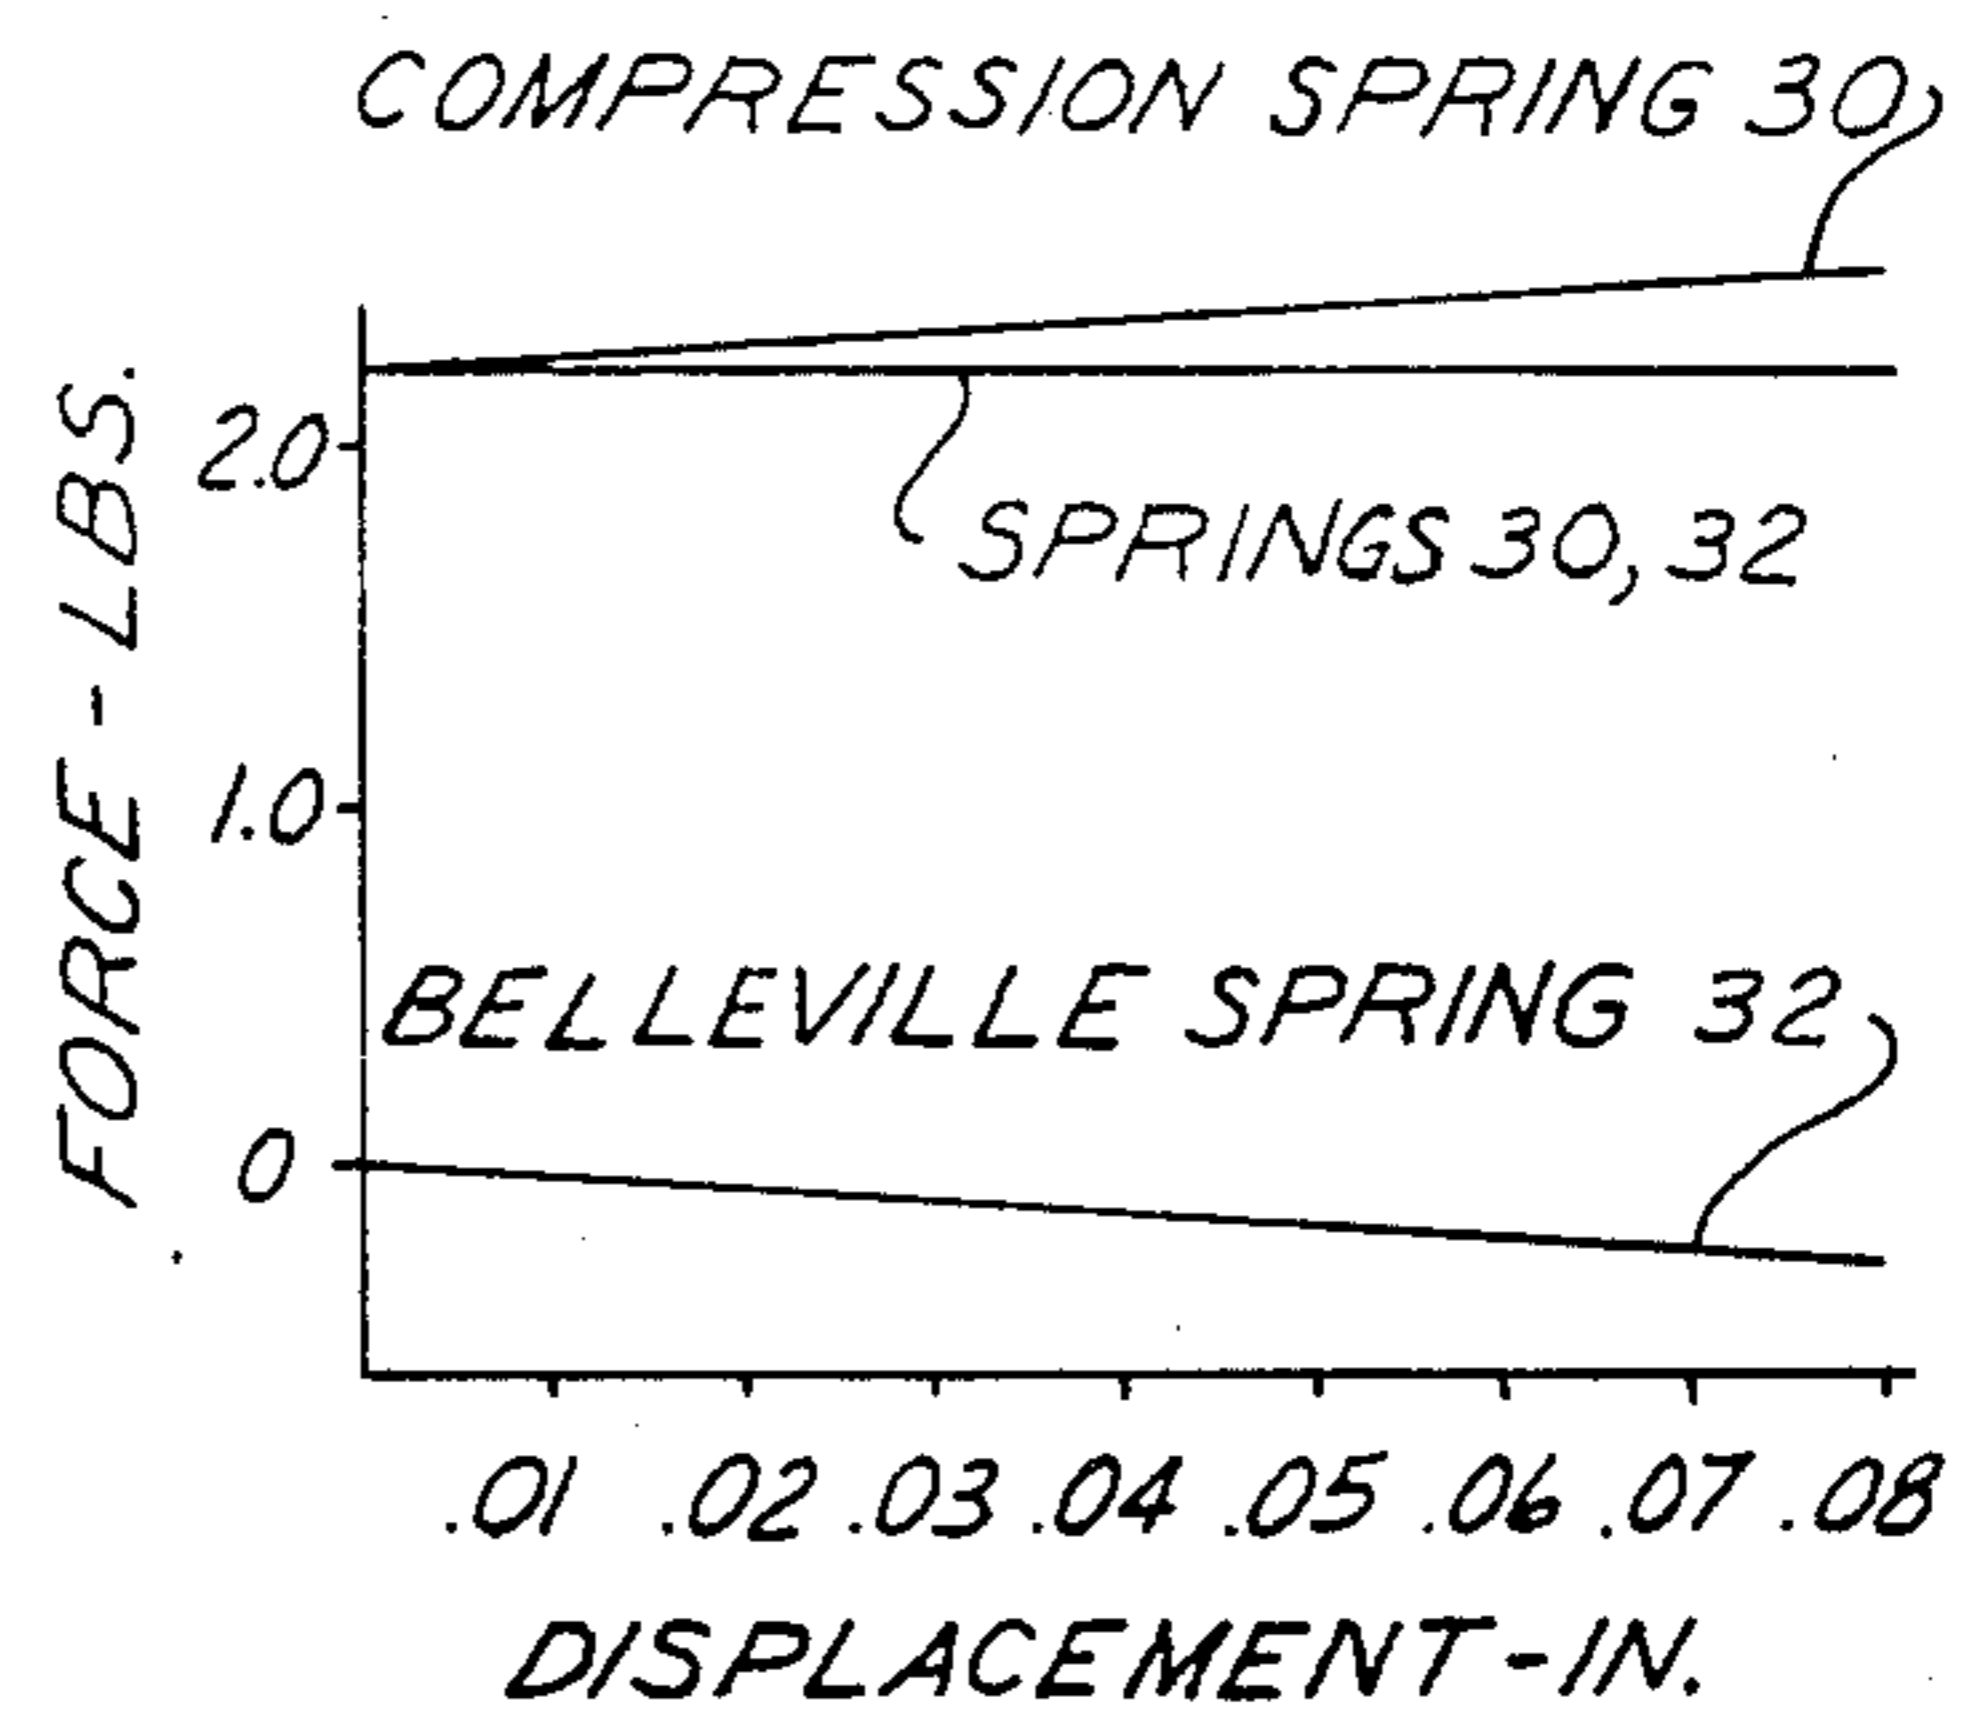 COMPRESSION SPRING 30
FORCE - LBS.
2.0
SPRINGS 30, 32
1.0
BELLEVILLE SPRING 32
0
.01 .02 .03 .04 .05 .06 .07 .08
DISPLACEMENT - IN.